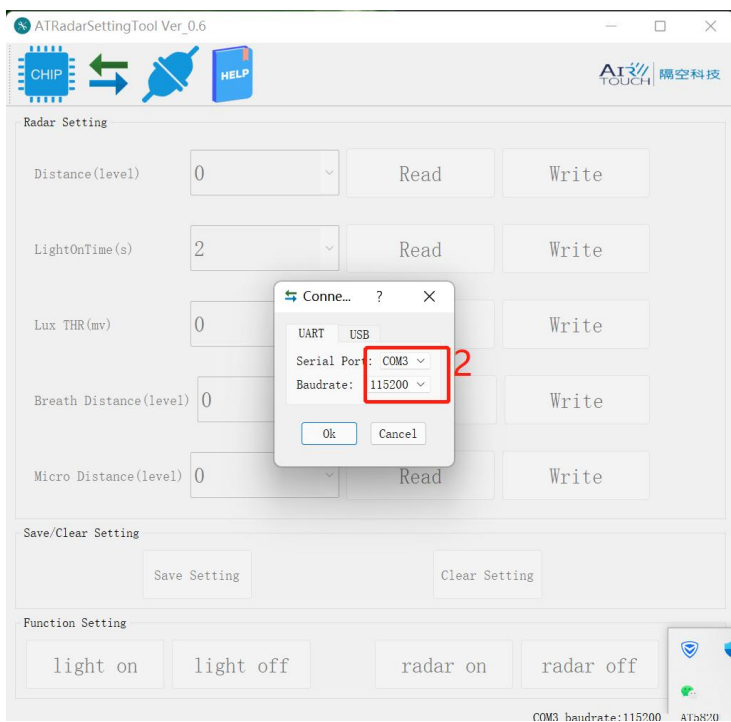 ATRadarSettingTool Ver_0.6
CHIP
HELP
AIR TOUCH 隔空科技
Radar Setting
Distance(level) 0 Read Write
LightOnTime(s) 2 Read Write
Conne... ?
UART USB
Lux THR(mv) 0 Write
Serial Port: COM3 2
Baudrate: 115200
Breath Distance(level) 0 Write
Ok Cancel
Micro Distance(level) 0 Read Write
Save/Clear Setting
Save Setting Clear Setting
Function Setting
light on light off radar on radar off
COM3 baudrate:115200 AT5820